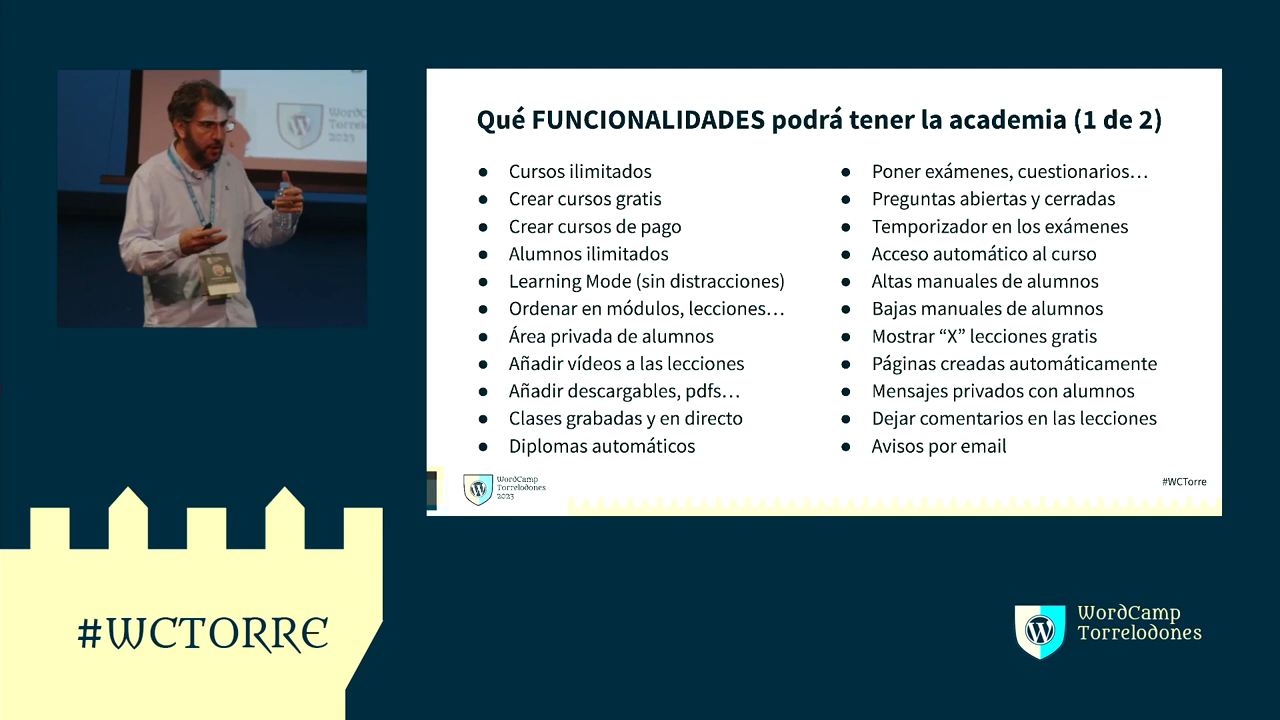 WordCamp
Torrelo
2023
Qué FUNCIONALIDADES podrá tener la academia (1 de 2)
● Cursos ilimitados
● Crear cursos gratis
● Crear cursos de pago
● Alumnos ilimitados
● Learning Mode (sin distracciones)
● Ordenar en módulos, lecciones…
● Área privada de alumnos
● Añadir vídeos a las lecciones
● Añadir descargables, pdfs…
● Clases grabadas y en directo
● Diplomas automáticos
● Poner exámenes, cuestionarios…
● Preguntas abiertas y cerradas
● Temporizador en los exámenes
● Acceso automático al curso
● Altas manuales de alumnos
● Bajas manuales de alumnos
● Mostrar “X” lecciones gratis
● Páginas creadas automáticamente
● Mensajes privados con alumnos
● Dejar comentarios en las lecciones
● Avisos por email
WordCamp
Torrelodones
2023
#WCTorre
#WCTORRE
WordCamp
Torrelodones